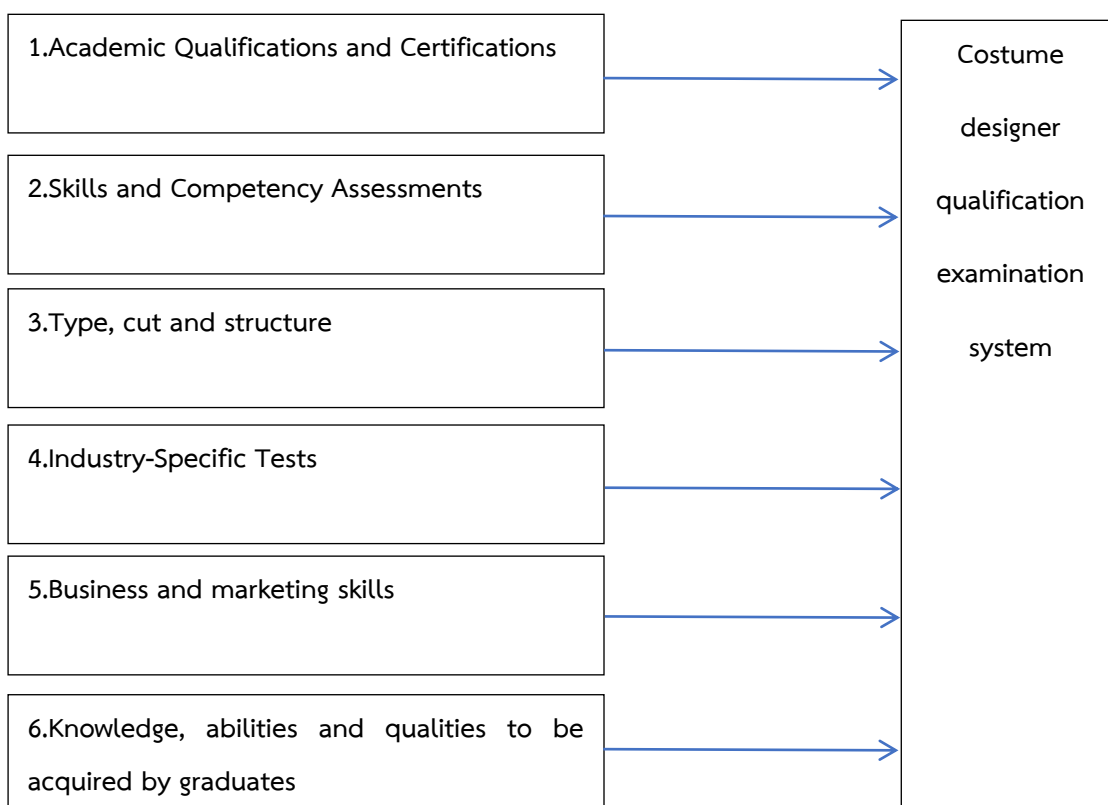 1.Academic Qualifications and Certifications
2.Skills and Competency Assessments
3.Type, cut and structure
4.Industry-Specific Tests
5.Business and marketing skills
6.Knowledge, abilities and qualities to be
acquired by graduates
Costume
designer
qualification
examination
system